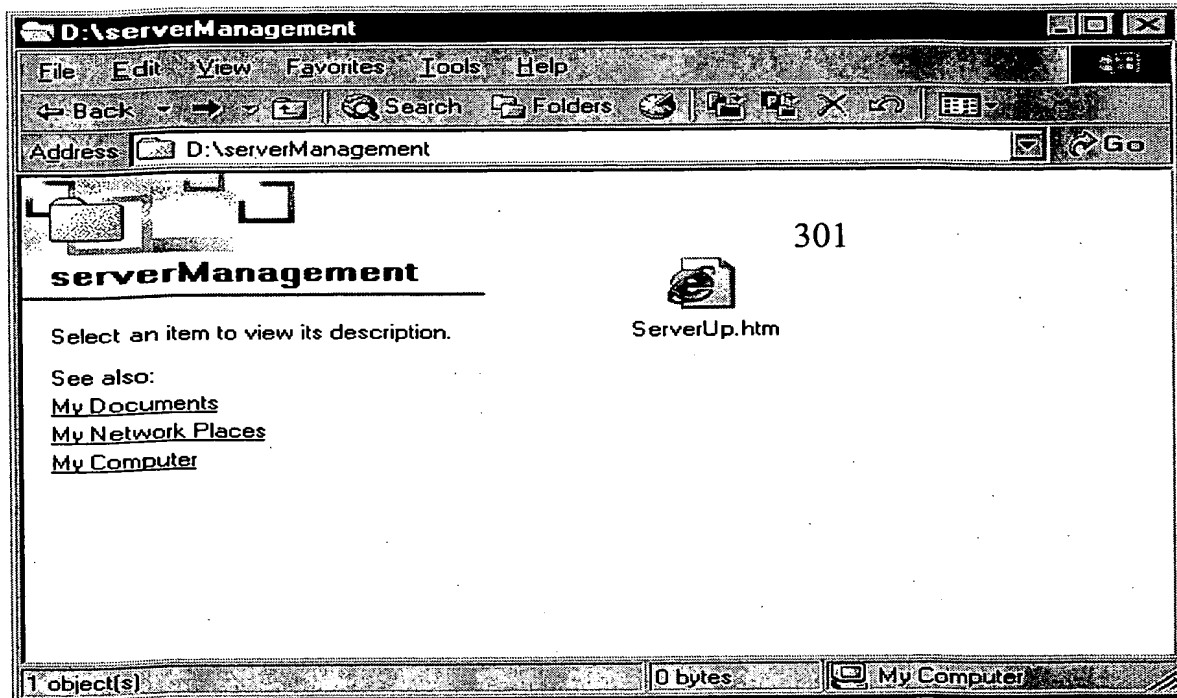 D:\serverManagement
File Edit View Favorites Tools Help
Back Search Folders
Address D:\serverManagement Go
301
serverManagement
ServerUp.htm
Select an item to view its description.
See also:
My Documents
My Network Places
My Computer
1 object(s) 0 bytes My Computer